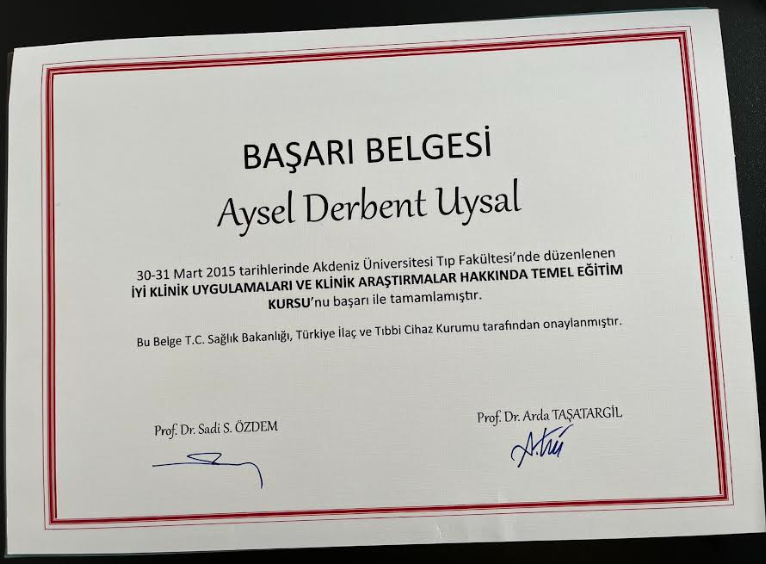 BAŞARI BELGESİ
Aysel Derbent Uysal
30-31 Mart 2015 tarihlerinde Akdeniz Üniversitesi Tıp Fakültesi'nde düzenlenen
İYİ KLİNİK UYGULAMALARI VE KLİNİK ARAŞTIRMALAR HAKKINDA TEMEL EĞİTİM
KURSU'nu başarı ile tamamlamıştır.
Bu Belge T.C. Sağlık Bakanlığı, Türkiye İlaç ve Tıbbi Cihaz Kurumu tarafından onaylanmıştır.
Prof. Dr. Sadi S. ÖZDEM
Prof. Dr. Arda TAŞATARGİL